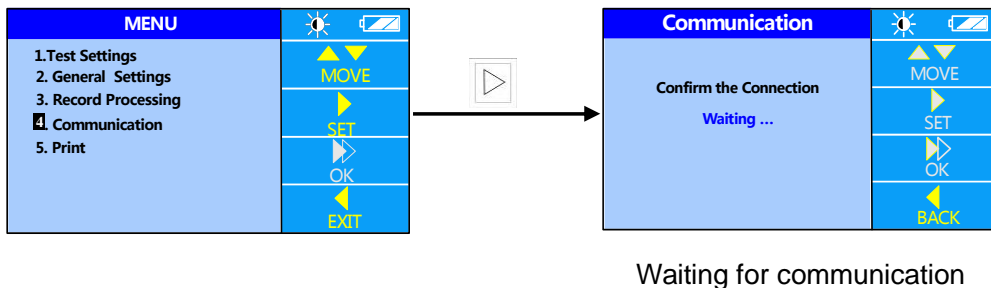 MENU
1.Test Settings
2. General Settings
3. Record Processing
4. Communication
5. Print
MOVE
SET
OK
EXIT
Communication
Confirm the Connection
Waiting ...
MOVE
SET
OK
BACK
Waiting for communication